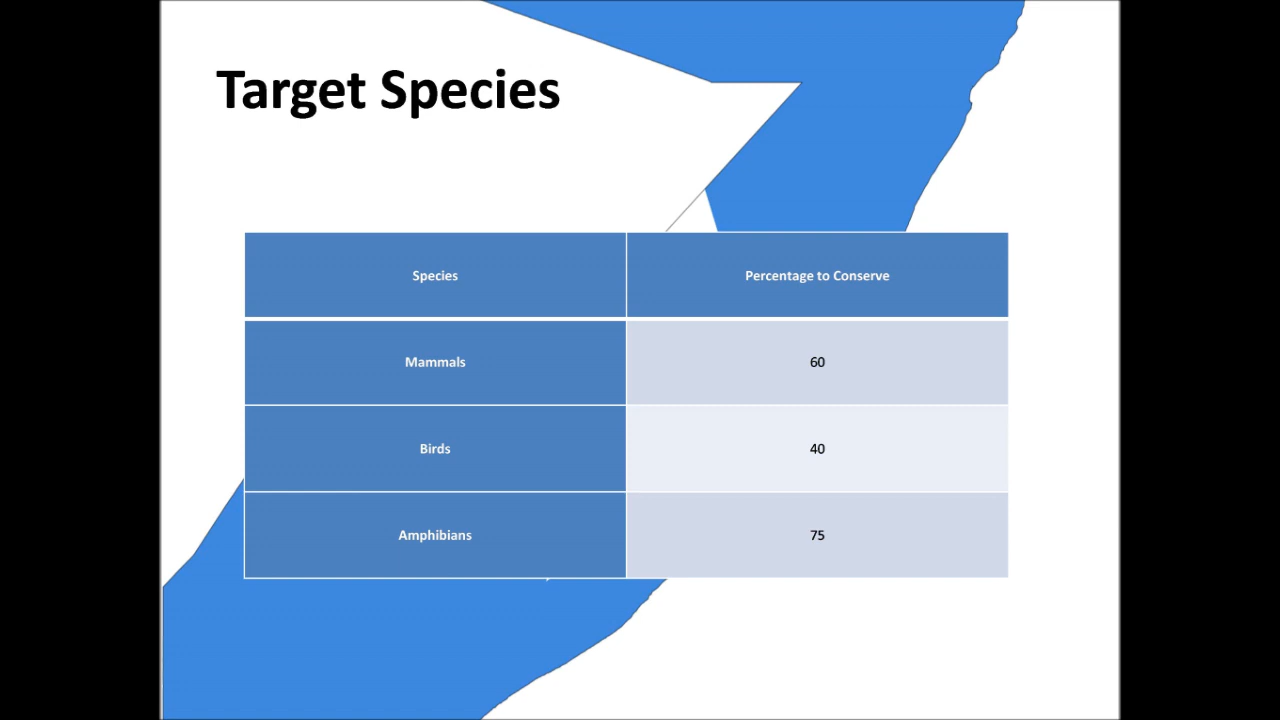 Target Species
Species Percentage to Conserve
Mammals 60
Birds 40
Amphibians 75